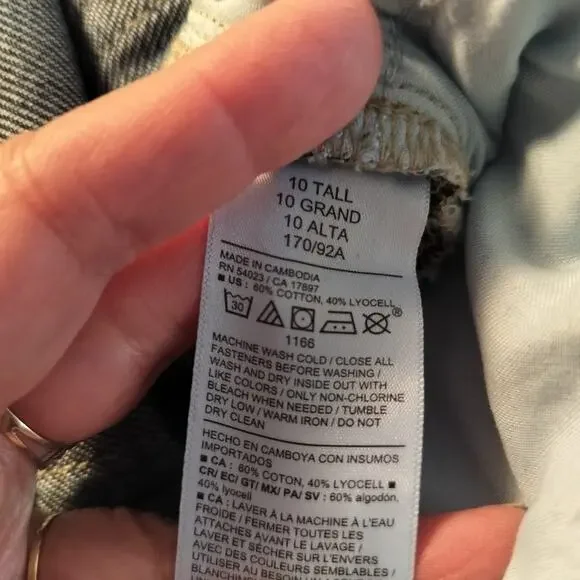 10 TALL
10 GRAND
10 ALTA
170/92A
MADE IN CAMBODIA
RN 54023 / CA 17897
■ US : 60% COTTON, 40% LYOCELL
30 ®
1166
MACHINE WASH COLD / CLOSE ALL
FASTENERS BEFORE WASHING /
WASH AND DRY INSIDE OUT WITH
LIKE COLORS / ONLY NON-CHLORINE
BLEACH WHEN NEEDED / TUMBLE
DRY LOW / WARM IRON / DO NOT
DRY CLEAN
HECHO EN CAMBOYA CON INSUMOS
IMPORTADOS
■ CA : 60% COTON, 40% LYOCELL ■
CR/ EC/ GT/ MX/ PA/ SV : 60% algodón,
40% lyocell
■ CA : LAVER À LA MACHINE À L'EAU
FROIDE / FERMER TOUTES LES
ATTACHES AVANT LE LAVAGE /
LAVER ET SÉCHER SUR L'ENVERS
AVEC DES COULEURS SEMBLABLES /
UTILISER AU BESOIN